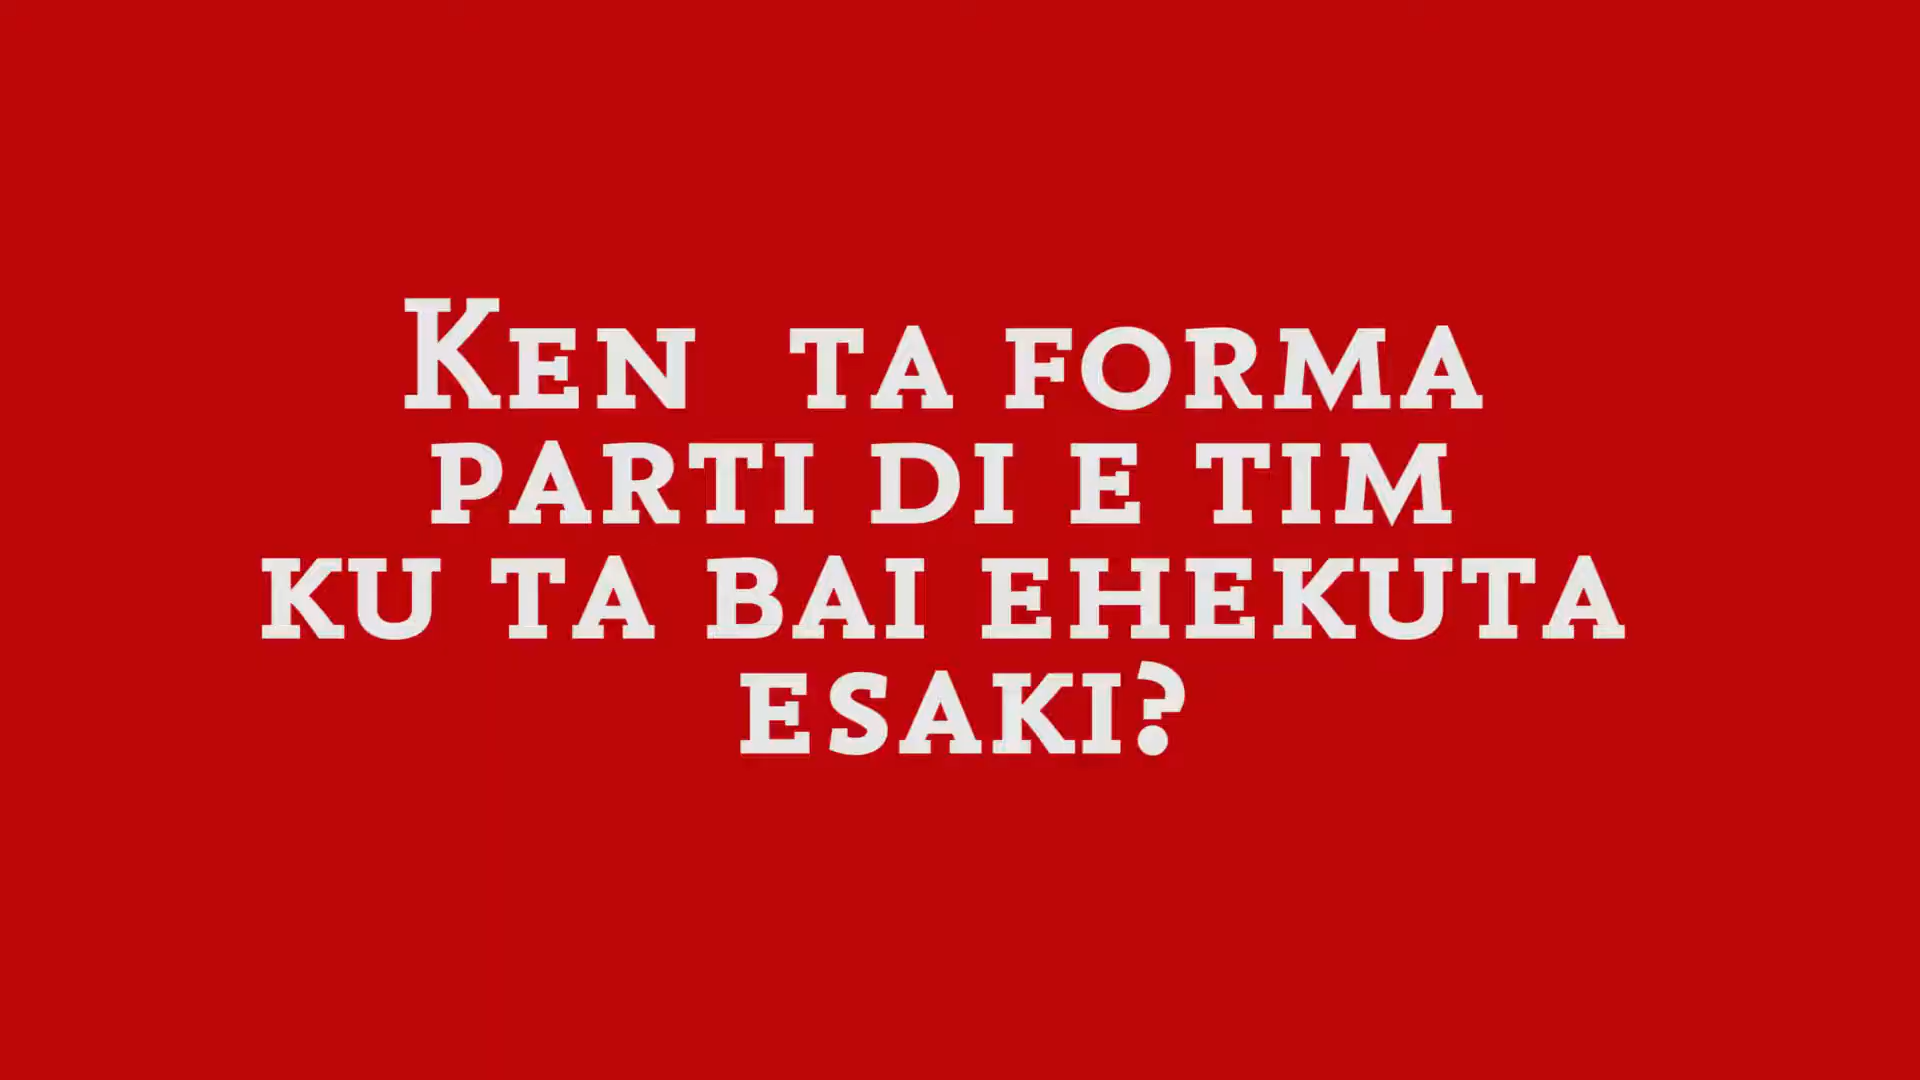 Ken ta forma
parti di e tim
ku ta bai ehekuta
esaki?